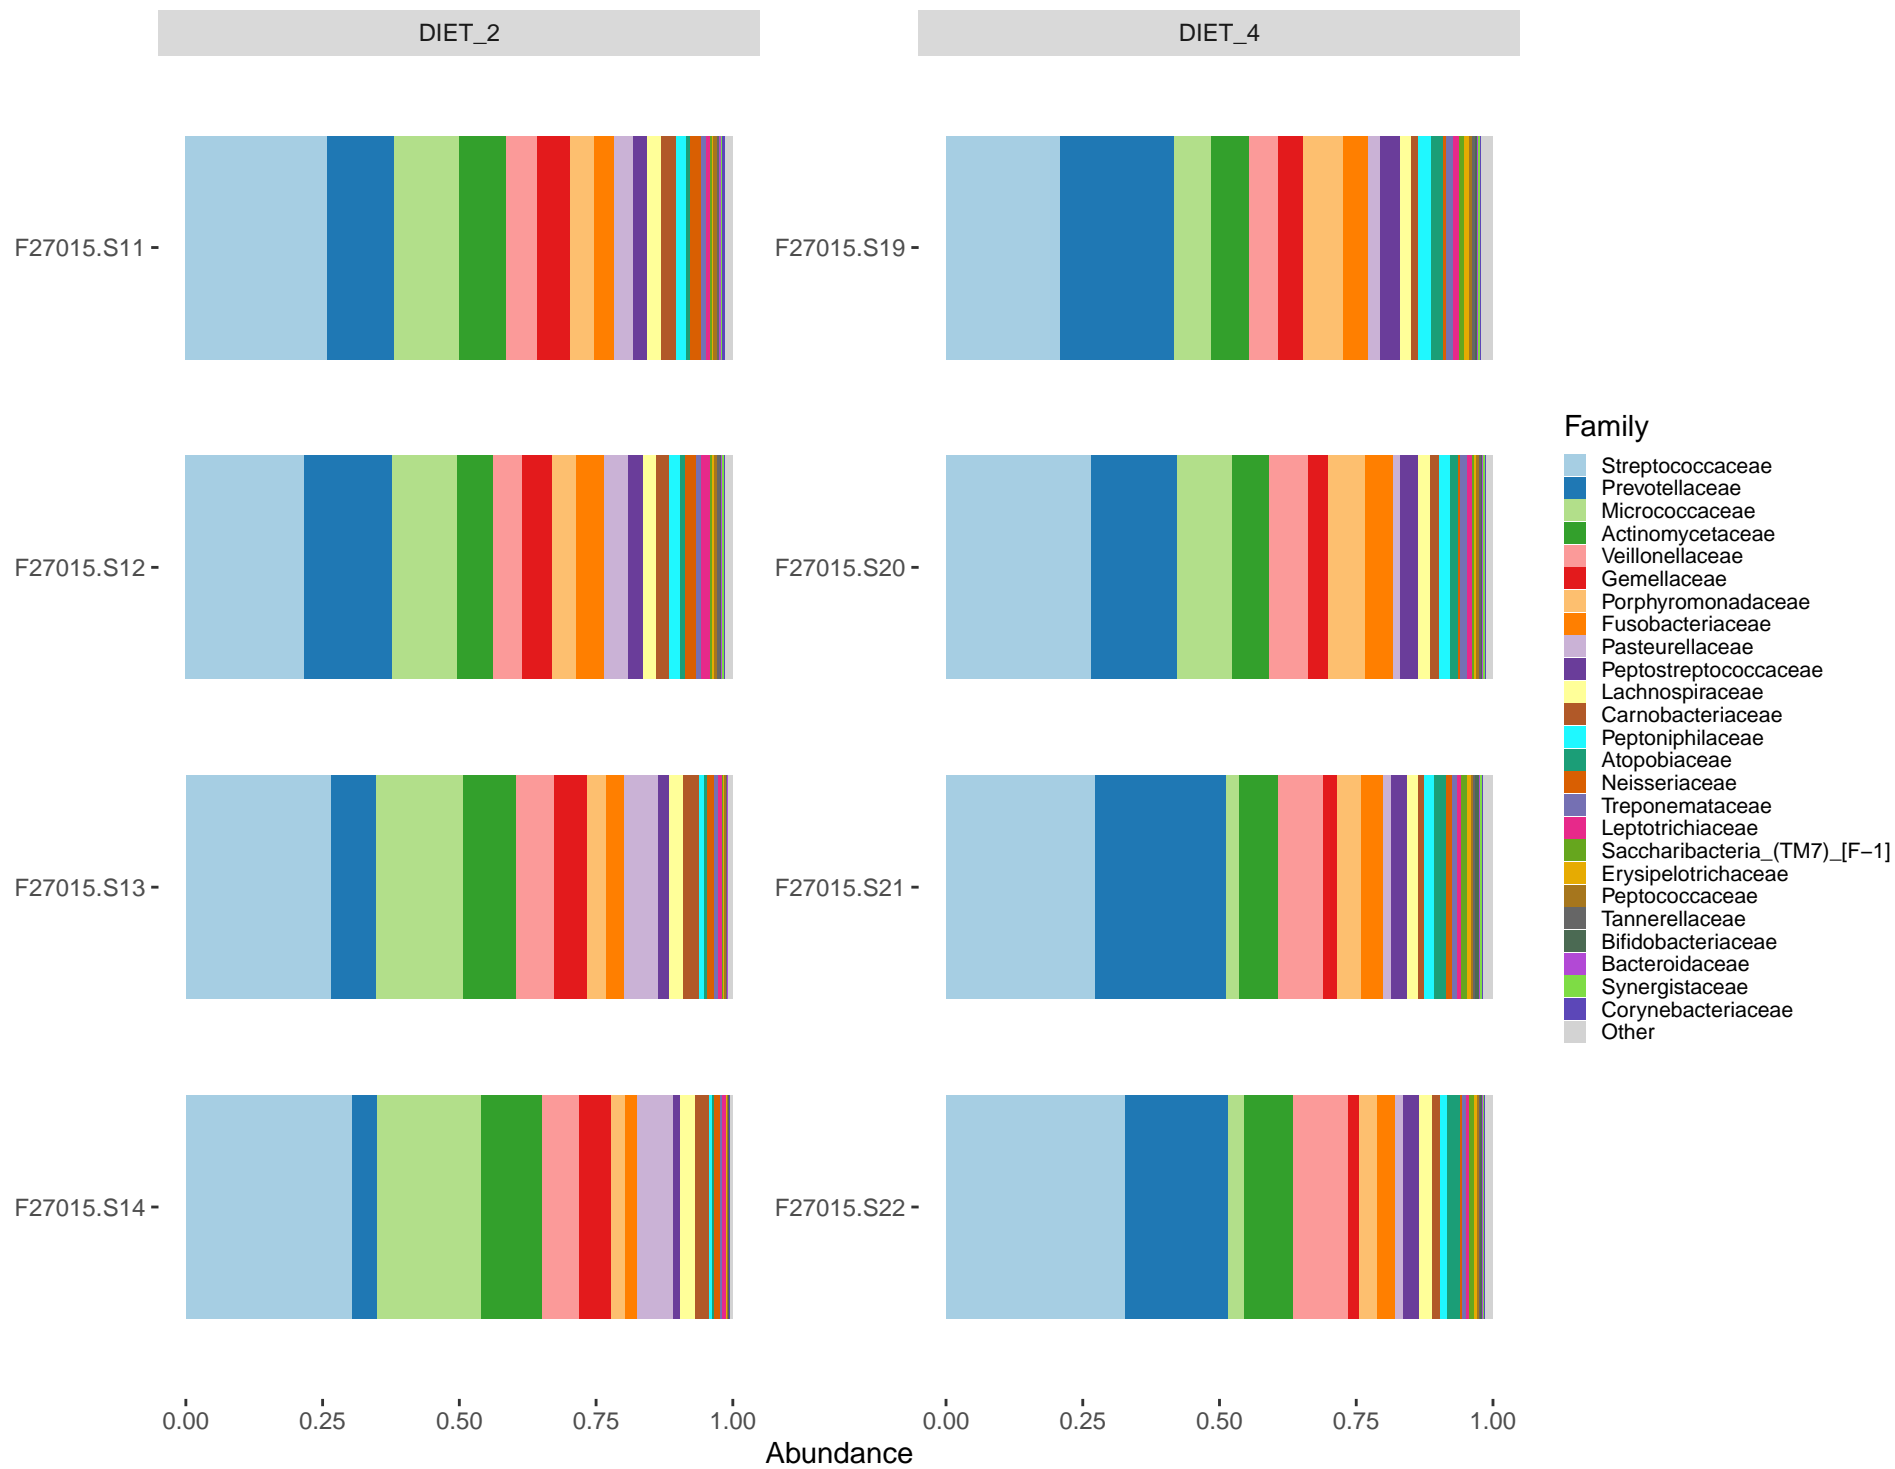 DIET_2
DIET_4
F27015.S11
F27015.S19
F27015.S12
F27015.S20
F27015.S13
F27015.S21
F27015.S14
F27015.S22
0.00 0.25 0.50 0.75 1.00
0.00 0.25 0.50 0.75 1.00
Abundance
Family
Streptococcaceae
Prevotellaceae
Micrococcaceae
Actinomycetaceae
Veillonellaceae
Gemellaceae
Porphyromonadaceae
Fusobacteriaceae
Pasteurellaceae
Peptostreptococcaceae
Lachnospiraceae
Carnobacteriaceae
Peptoniphilaceae
Atopobiaceae
Neisseriaceae
Treponemataceae
Leptotrichiaceae
Saccharibacteria_(TM7)_[F−1]
Erysipelotrichaceae
Peptococcaceae
Tannerellaceae
Bifidobacteriaceae
Bacteroidaceae
Synergistaceae
Corynebacteriaceae
Other